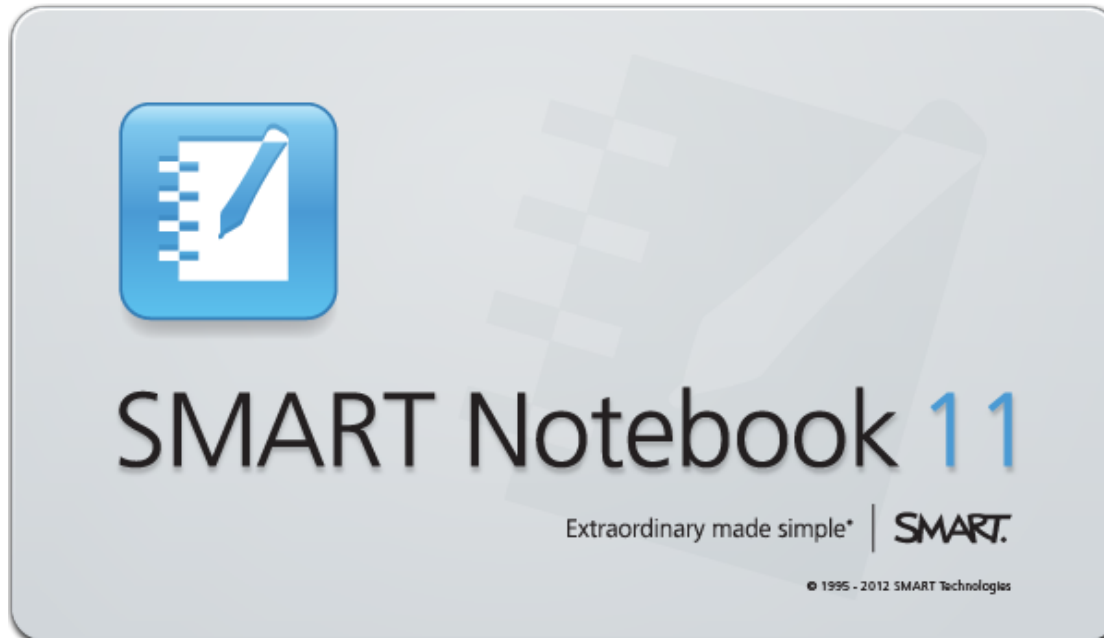 SMART Notebook 11
Extraordinary made simple* SMART.
© 1995 - 2012 SMART Technologies